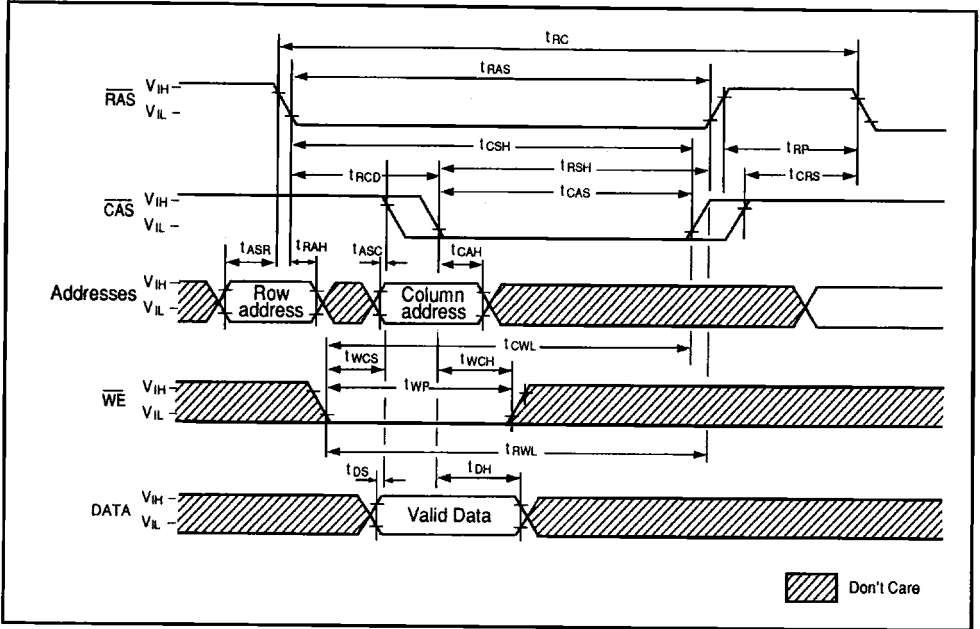 tRC
tRAS
RAS VIH
VIL
tCSH
tRP
tRCD
tRSH
tCRS
tCAS
CAS VIH
VIL
tASR
tRAH
tASC
tCAH
Addresses VIH
VIL
Row address
Column address
tCWL
tWCS
tWCH
tWP
WE VIH
VIL
tRWL
tDS
tDH
DATA VIH
VIL
Valid Data
Don't Care